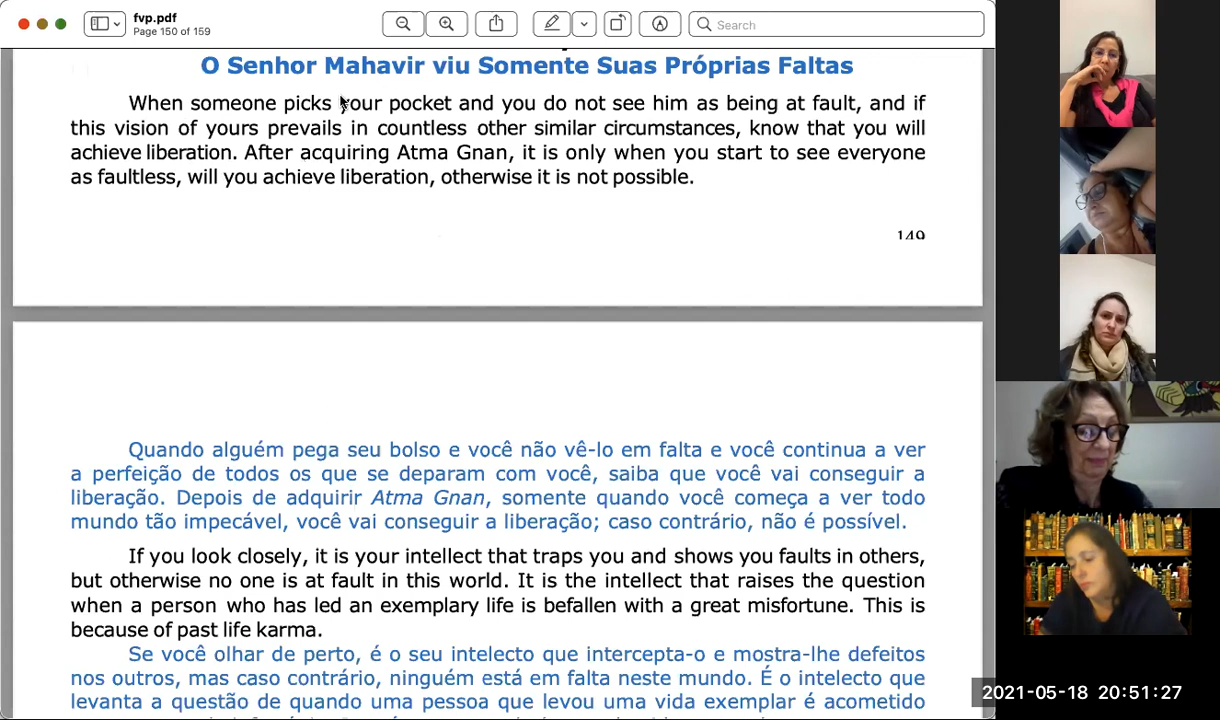 fvp.pdf
Page 150 of 159
Search
O Senhor Mahavir viu Somente Suas Próprias Faltas
When someone picks your pocket and you do not see him as being at fault, and if
this vision of yours prevails in countless other similar circumstances, know that you will
achieve liberation. After acquiring Atma Gnan, it is only when you start to see everyone
as faultless, will you achieve liberation, otherwise it is not possible.
149
Quando alguém pega seu bolso e você não vê-lo em falta e você continua a ver
a perfeição de todos os que se deparam com você, saiba que você vai conseguir a
liberação. Depois de adquirir Atma Gnan, somente quando você começa a ver todo
mundo tão impecável, você vai conseguir a liberação; caso contrário, não é possível.
If you look closely, it is your intellect that traps you and shows you faults in others,
but otherwise no one is at fault in this world. It is the intellect that raises the question
when a person who has led an exemplary life is befallen with a great misfortune. This is
because of past life karma.
Se você olhar de perto, é o seu intelecto que intercepta-o e mostra-lhe defeitos
nos outros, mas caso contrário, ninguém está em falta neste mundo. É o intelecto que
levanta a questão de quando uma pessoa que levou uma vida exemplar é acometido
2021-05-18 20:51:27